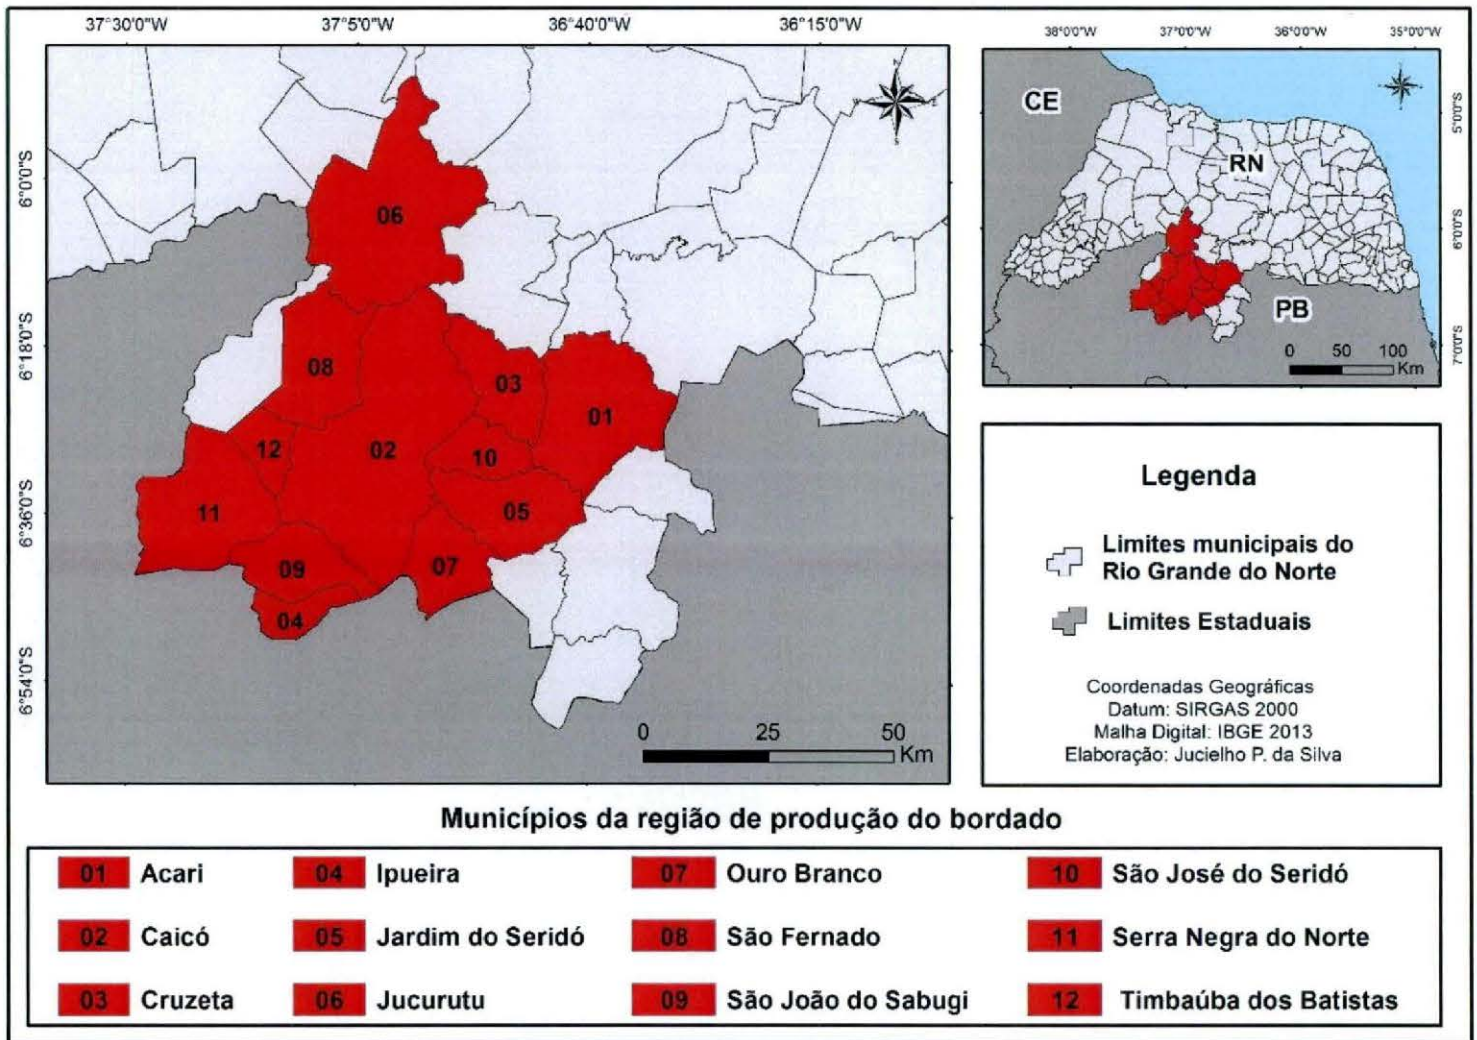 37°30'0"W 37°5'0"W 36°40'0"W 36°15'0"W
6°0'0"S
6°18'0"S
6°36'0"S
6°54'0"S
06
08
03
01
12
02
10
11
05
09
07
04
0 25 50
Km
38°0'0"W 37°0'0"W 36°0'0"W 35°0'0"W
5°0'0"S
6°0'0"S
7°0'0"S
CE
RN
PB
0 50 100
Km
Legenda
Limites municipais do
Rio Grande do Norte
Limites Estaduais
Coordenadas Geográficas
Datum: SIRGAS 2000
Malha Digital: IBGE 2013
Elaboração: Jucielho P. da Silva
Municípios da região de produção do bordado
01 Acari 04 Ipueira 07 Ouro Branco 10 São José do Seridó
02 Caicó 05 Jardim do Seridó 08 São Fernado 11 Serra Negra do Norte
03 Cruzeta 06 Jucurutu 09 São João do Sabugi 12 Timbaúba dos Batistas